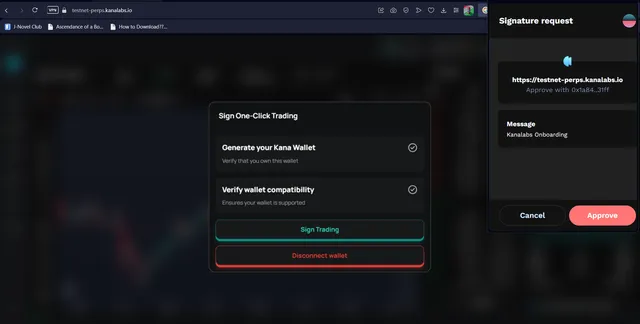 VPN
testnet-perps.kanalabs.io
J-Novel Club
Ascendance of a Bo...
How to Download??...
Sign One-Click Trading
Generate your Kana Wallet
Verify that you own this wallet
Verify wallet compatibility
Ensures your wallet is supported
Sign Trading
Disconnect wallet
Signature request
https://testnet-perps.kanalabs.io
Approve with 0x1a84..31ff
Message
Kanalabs Onboarding
Cancel
Approve